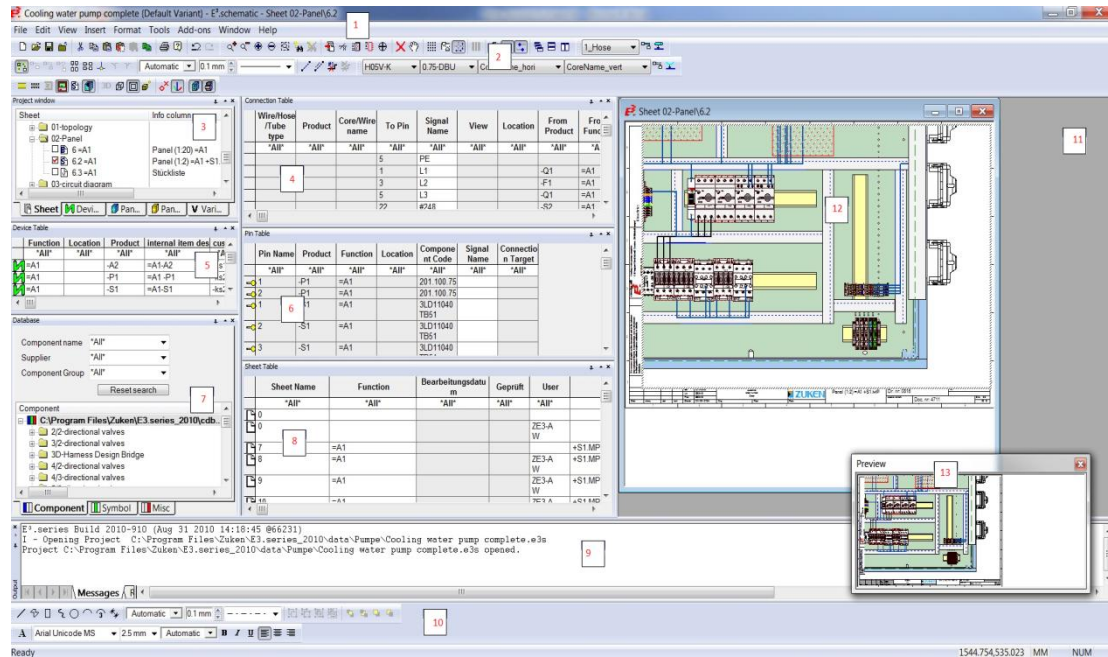 Cooling water pump complete (Default Variant) - E³.schematic - Sheet 02-Panel\6.2
1
File Edit View Insert Format Tools Add-ons Window Help
2
1_Hose
Automatic 0.1 mm H05V-K 0.75-DBU CoreName_vert
Project window
Sheet
3
01-topology
02-Panel
6 =A1 Panel (1:20) =A1
6.2 =A1 Panel (1:2) =A1 +S1.
6.3 =A1 Stückliste
03-circuit diagram
Sheet Devi... Pan... Pan... Vari...
Device Table
Function Location Product internal item des cus
*All* *All* *All* *All*
=A1 -A2 =A1-A2
5
=A1 -P1 =A1-P1
=A1 -S1 =A1-S1
Database
Component name *All*
Supplier *All*
Component Group *All*
Reset search
7
Component
C:\Program Files\Zuken\E3.series_2010\cdb...
2/2-directional valves
3/2-directional valves
3D-Harness Design Bridge
4/2-directional valves
4/3-directional valves
Component Symbol Misc
Connection Table
Wire/Hose /Tube type Product Core/Wire name To Pin Signal Name View Location From Product
*All* *All* *All* *All* *All* *All* *All* *All*
5 PE
1 L1 -Q1 =A1
4
3 L2 -F1 =A1
5 L3 -Q1 =A1
22 #248 -S2 =A1
Pin Table
Pin Name Product Function Location Compone nt Code Signal Name Connectio n Target
*All* *All* *All* *All* *All* *All* *All*
1 -P1 =A1 201.100.75
2 -P1 =A1 201.100.75
1 =A1 3LD11040 TB51
6
2 -S1 =A1 3LD11040 TB51
3 -S1 =A1 3LD11040
Sheet Table
Sheet Name Function Bearbeitungsdatu m Geprüft User
*All* *All* *All* *All* *All*
0
0 ZE3-A W
8
7 =A1 +S1.MP
8 =A1 ZE3-A W +S1.MP
9 =A1 ZE3-A W +S1.MP
Sheet 02-Panel\6.2
11
12
ZUKEN
Preview
13
E³.series Build 2010-910 (Aug 31 2010 14:18:45 @66231)
I - Opening Project C:\Program Files\Zuken\E3.series_2010\data\Pumpe\Cooling water pump complete.e3s
Project C:\Program Files\Zuken\E3.series_2010\data\Pumpe\Cooling water pump complete.e3s opened.
9
Output
Messages R
Automatic 0.1 mm
10
A Arial Unicode MS 2.5 mm Automatic B I U
Ready 1544.754,535.023 MM NUM